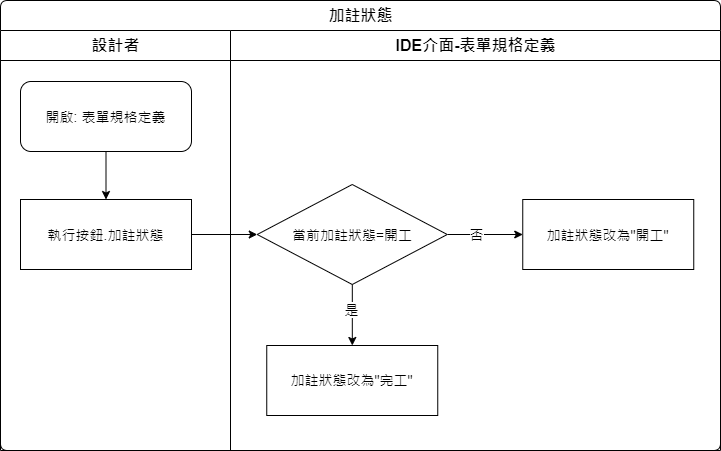 加註狀態
設計者
IDE介面-表單規格定義
開啟: 表單規格定義
執行按鈕.加註狀態
當前加註狀態=開工
否
加註狀態改為"開工"
是
加註狀態改為"完工"